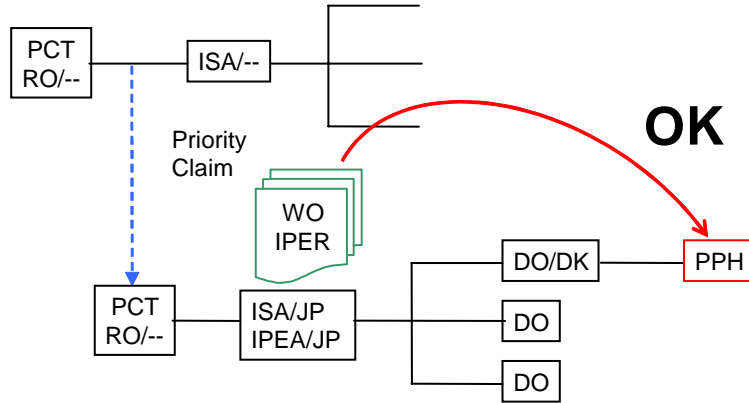 PCT
RO/--
ISA/--
OK
Priority
Claim
WO
IPER
DO/DK
PPH
PCT
RO/--
ISA/JP
IPEA/JP
DO
DO